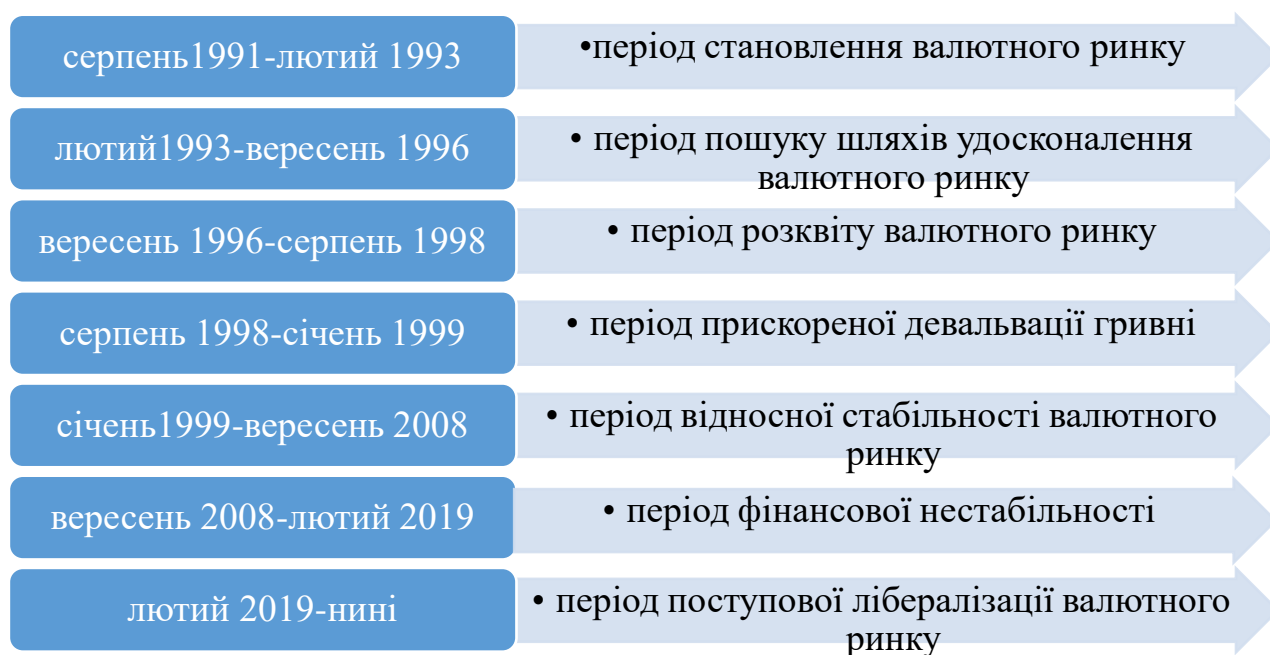 серпень1991-лютий 1993
•період становлення валютного ринку
лютий1993-вересень 1996
• період пошуку шляхів удосконалення
валютного ринку
вересень 1996-серпень 1998
• період розквіту валютного ринку
серпень 1998-січень 1999
• період прискореної девальвації гривні
січень1999-вересень 2008
• період відносної стабільності валютного
ринку
вересень 2008-лютий 2019
• період фінансової нестабільності
лютий 2019-нині
• період поступової лібералізації валютного
ринку